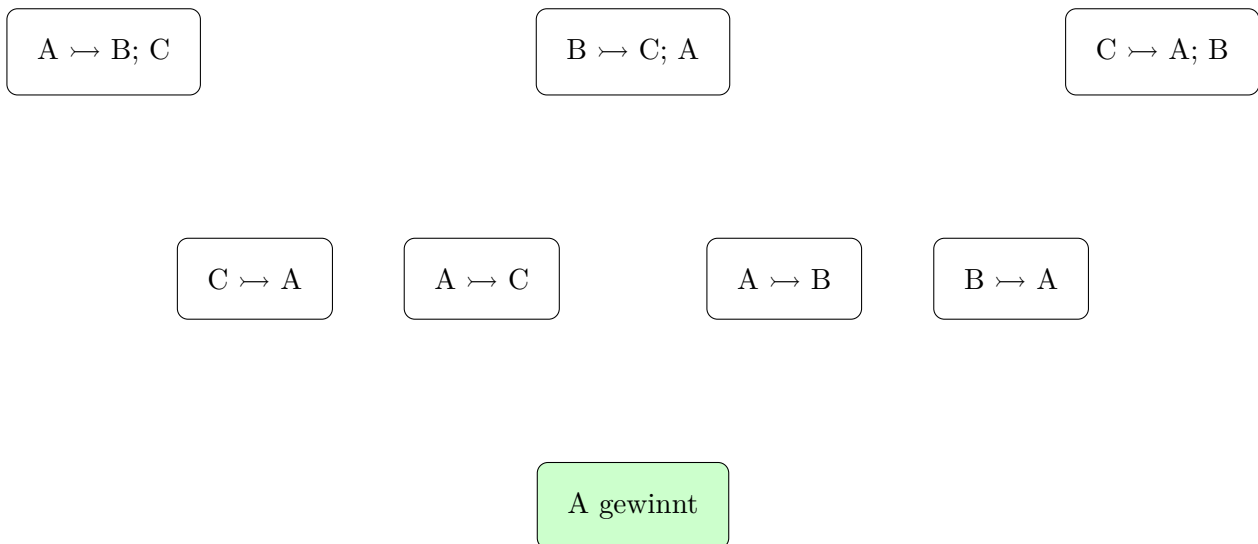 A ↣ B; C
B ↣ C; A
C ↣ A; B
C ↣ A
A ↣ C
A ↣ B
B ↣ A
A gewinnt